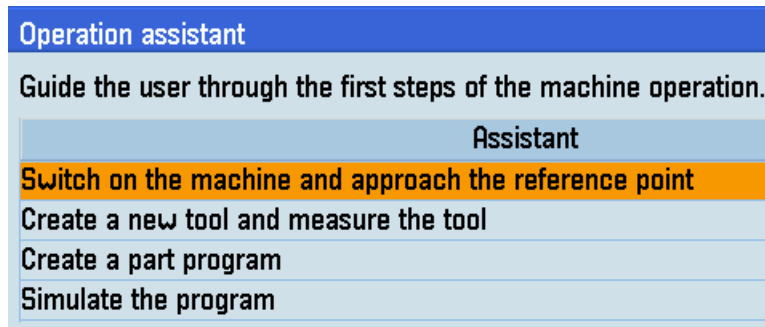 Operation assistant
Guide the user through the first steps of the machine operation.
Assistant
Switch on the machine and approach the reference point
Create a new tool and measure the tool
Create a part program
Simulate the program